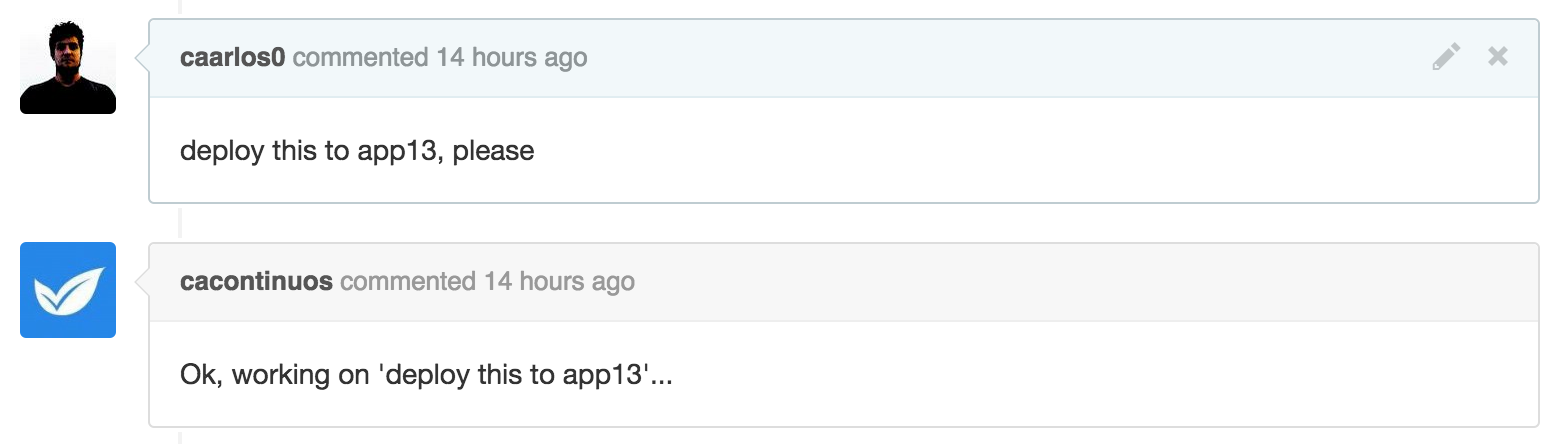 caarlos0 commented 14 hours ago
deploy this to app13, please
cacontinuos commented 14 hours ago
Ok, working on 'deploy this to app13'...